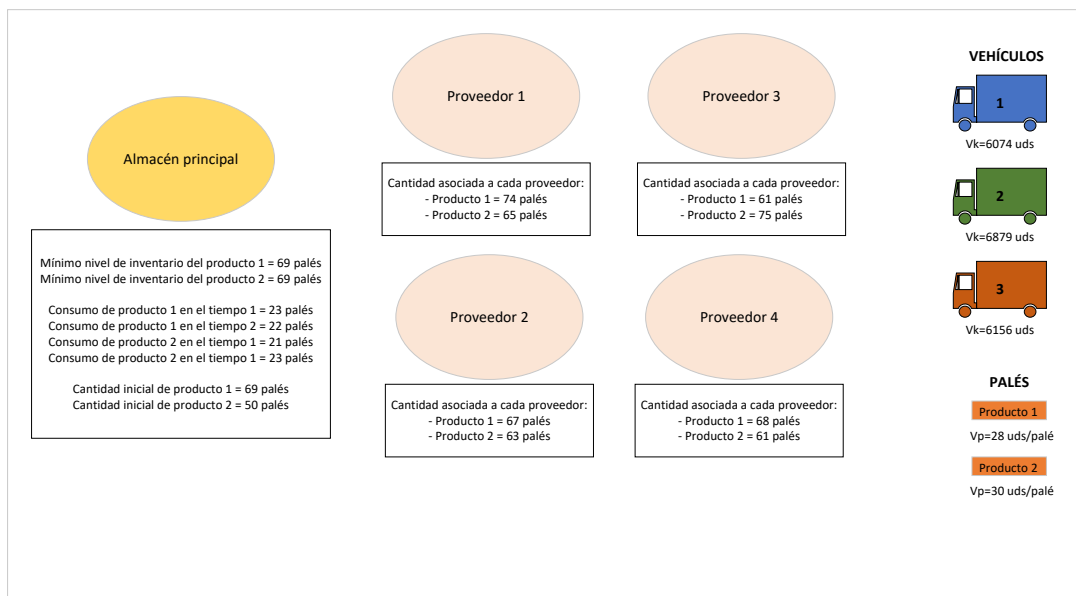 Almacén principal
Mínimo nivel de inventario del producto 1 = 69 palés
Mínimo nivel de inventario del producto 2 = 69 palés
Consumo de producto 1 en el tiempo 1 = 23 palés
Consumo de producto 1 en el tiempo 2 = 22 palés
Consumo de producto 2 en el tiempo 1 = 21 palés
Consumo de producto 2 en el tiempo 1 = 23 palés
Cantidad inicial de producto 1 = 69 palés
Cantidad inicial de producto 2 = 50 palés
Proveedor 1
Cantidad asociada a cada proveedor:
- Producto 1 = 74 palés
- Producto 2 = 65 palés
Proveedor 3
Cantidad asociada a cada proveedor:
- Producto 1 = 61 palés
- Producto 2 = 75 palés
Proveedor 2
Cantidad asociada a cada proveedor:
- Producto 1 = 67 palés
- Producto 2 = 63 palés
Proveedor 4
Cantidad asociada a cada proveedor:
- Producto 1 = 68 palés
- Producto 2 = 61 palés
VEHÍCULOS
1
Vk=6074 uds
2
Vk=6879 uds
3
Vk=6156 uds
PALÉS
Producto 1
Vp=28 uds/palé
Producto 2
Vp=30 uds/palé